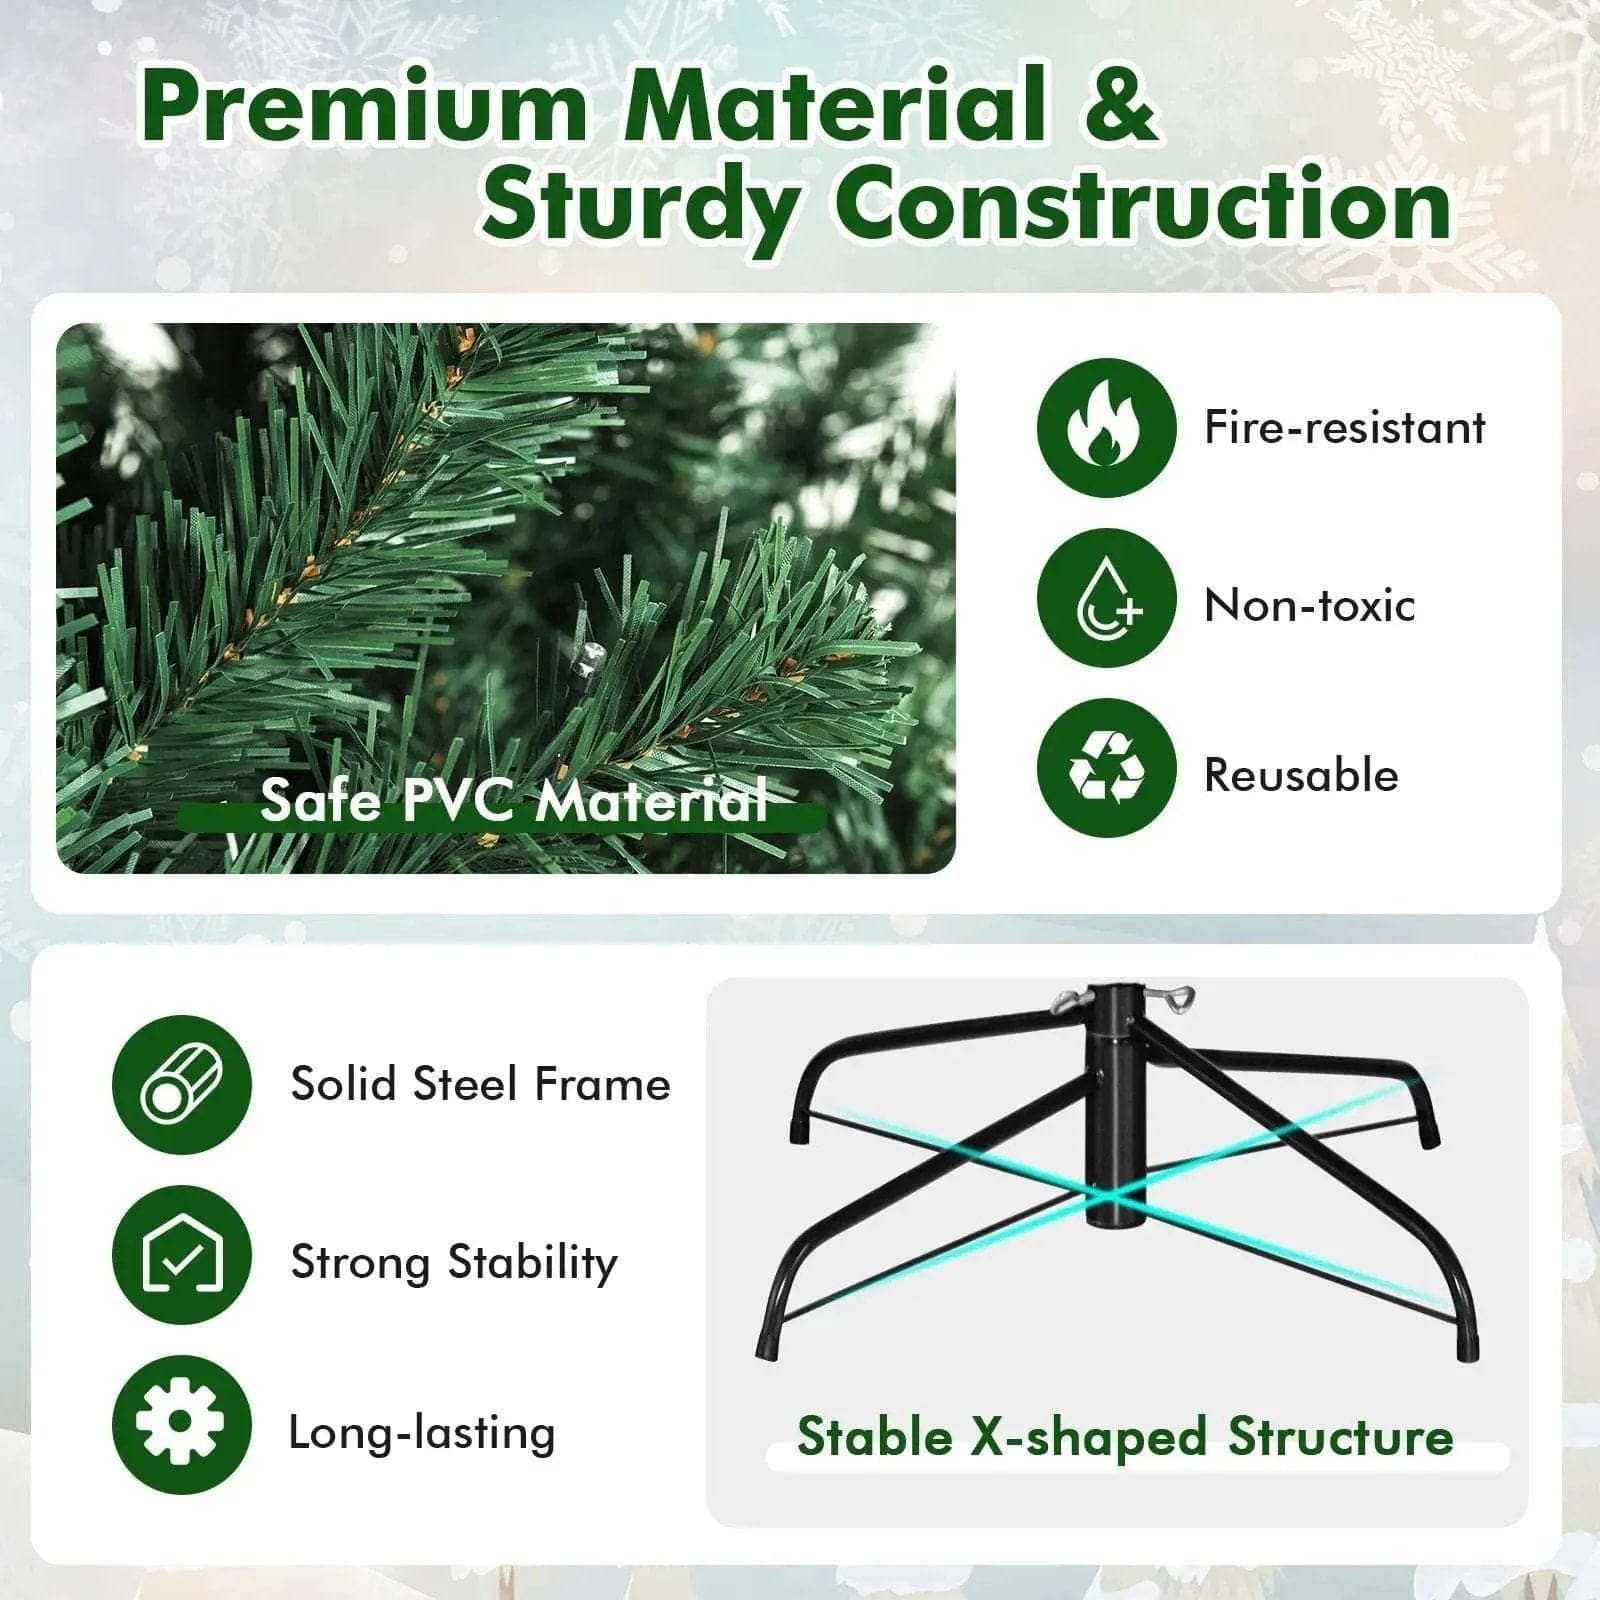 Premium Material &
Sturdy Construction
Fire-resistant
Non-toxic
Reusable
Safe PVC Material
Solid Steel Frame
Strong Stability
Long-lasting
Stable X-shaped Structure